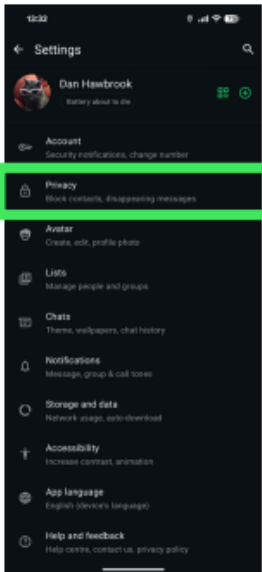 12:32
Settings
Dan Hawbrook
Battery about to die
Account
Security notifications, change number
Privacy
Block contacts, disappearing messages
Avatar
Create, edit, profile photo
Lists
Manage people and groups
Chats
Theme, wallpapers, chat history
Notifications
Message, group & call tones
Storage and data
Network usage, auto-download
Accessibility
Increase contrast, animation
App language
English (device's language)
Help and feedback
Help centre, contact us, privacy policy